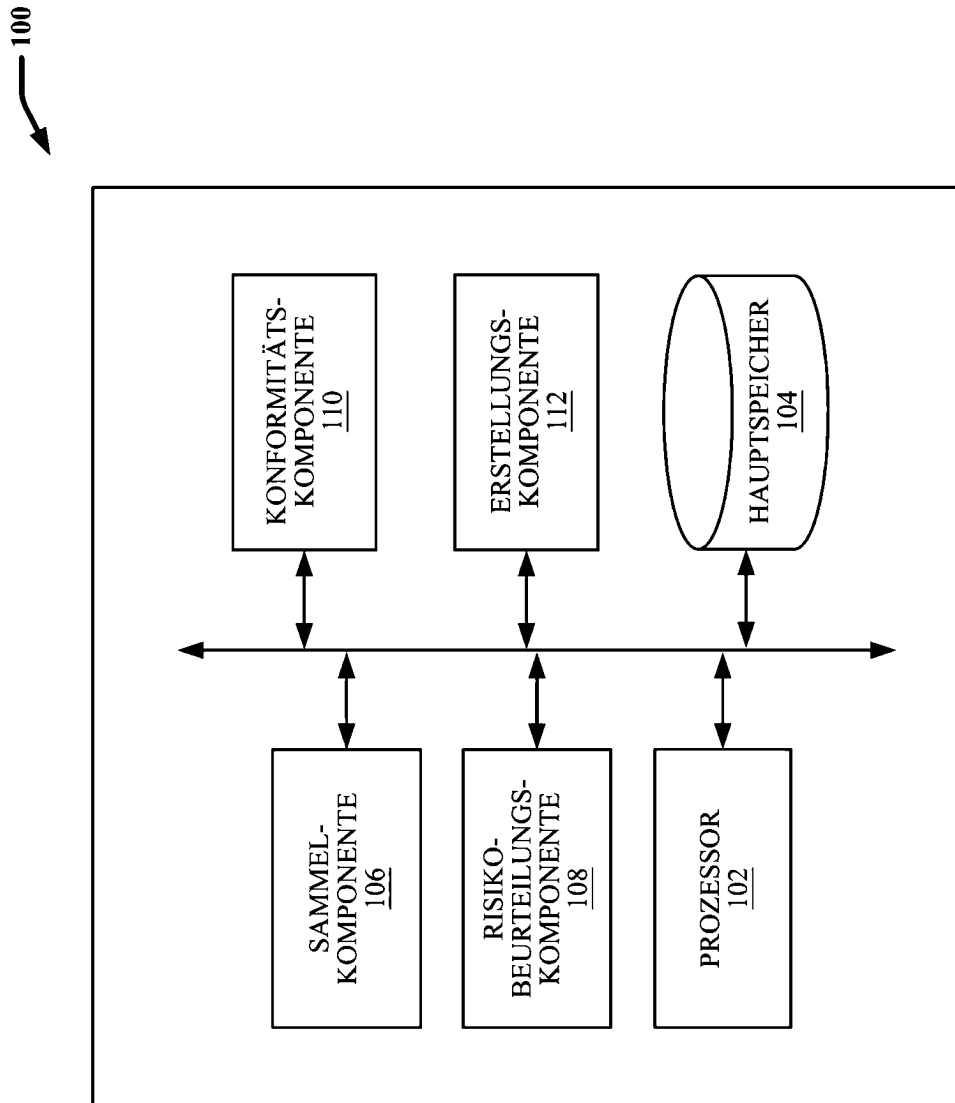 100
SAMMEL-
KOMPONENTE
106
RISIKO-
BEURTEILUNGS-
KOMPONENTE
108
PROZESSOR
102
KONFORMITÄTS-
KOMPONENTE
110
ERSTELLUNGS-
KOMPONENTE
112
HAUPTSPEICHER
104